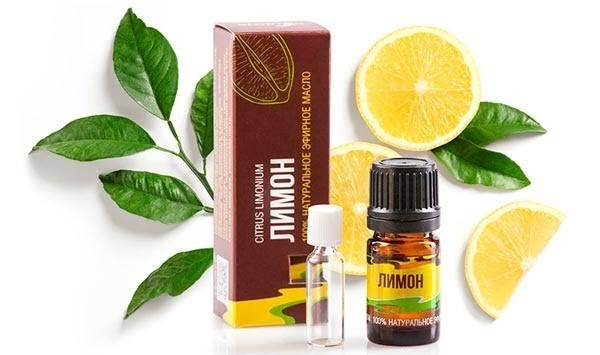 CITRUS LIMONIUM
ЛИМОН
100% НАТУРАЛЬНОЕ ЭФИРНОЕ МАСЛО
ЛИМОН
100% НАТУРАЛЬНОЕ